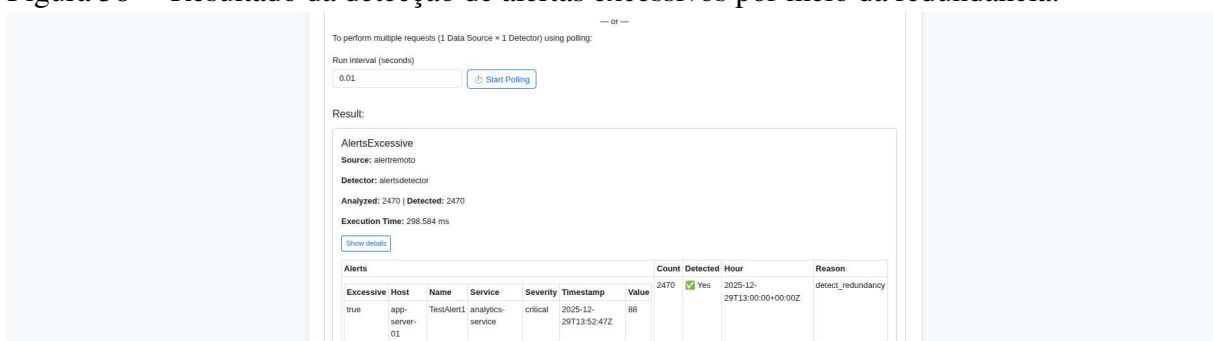 Figura 56 – Resultado da detecção de alertas excessivos por meio da redundância.
— or —
To perform multiple requests (1 Data Source × 1 Detector) using polling:
Run interval (seconds)
0.01
⏱️ Start Polling
Result:
AlertsExcessive
Source: alertremoto
Detector: alertsdetector
Analyzed: 2470 | Detected: 2470
Execution Time: 298.584 ms
Show details
Alerts Count Detected Hour Reason
Excessive Host Name Service Severity Timestamp Value
2470 ✅ Yes 2025-12-29T13:00:00+00:00Z detect_redundancy
true app-server-01 TestAlert1 analytics-service critical 2025-12-29T13:52:47Z 88